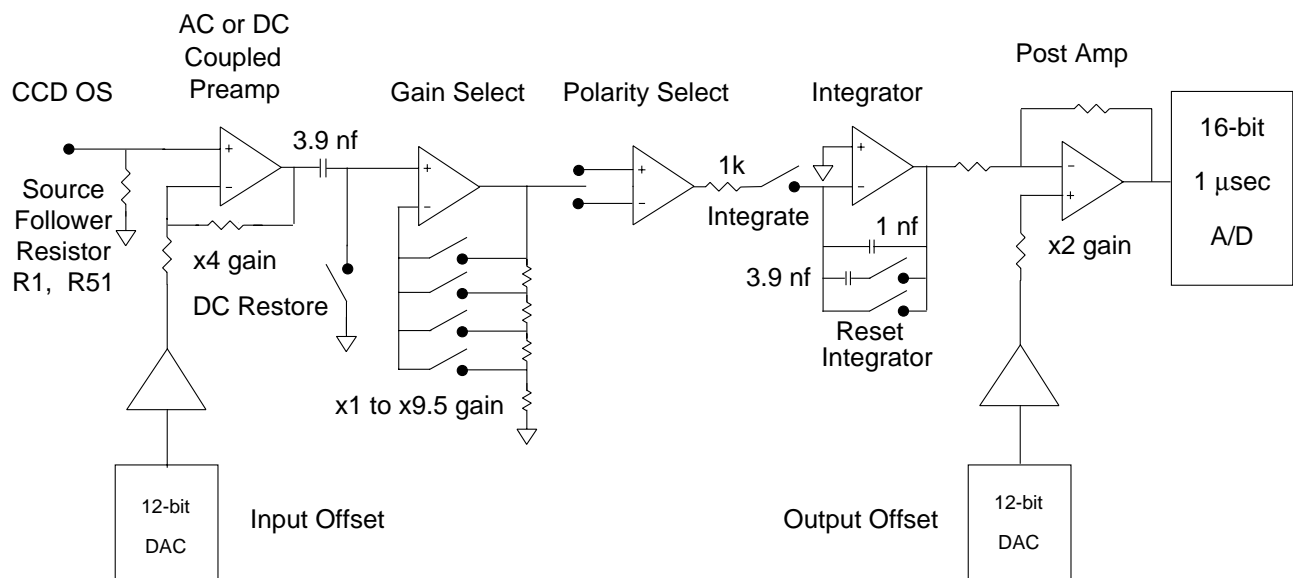 AC or DC
Coupled
Preamp
CCD OS
Gain Select
Polarity Select
Integrator
Post Amp
3.9 nf
+
-
+
-
+
-
+
-
-
+
1k
Integrate
Source
Follower
Resistor
R1, R51
x4 gain
DC Restore
x1 to x9.5 gain
1 nf
3.9 nf
Reset
Integrator
x2 gain
16-bit
1 μsec
A/D
12-bit
DAC
Input Offset
Output Offset
12-bit
DAC